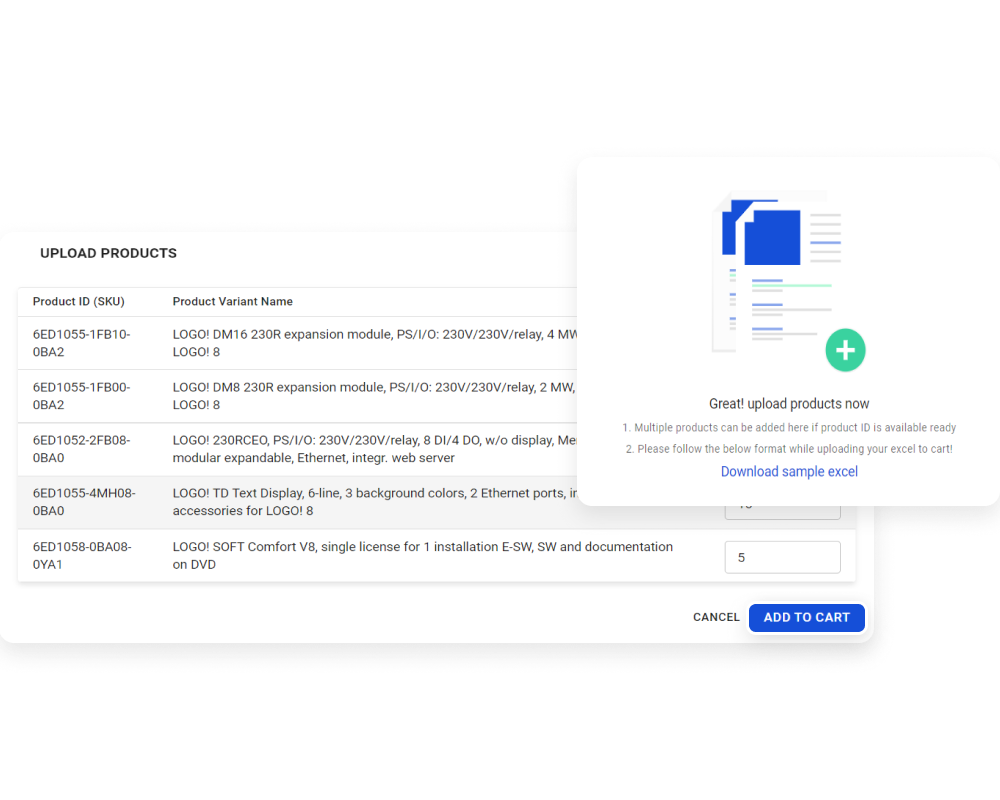 UPLOAD PRODUCTS
Product ID (SKU) Product Variant Name
6ED1055-1FB10- LOGO! DM16 230R expansion module, PS/I/O: 230V/230V/relay, 4 MW
0BA2 LOGO! 8
6ED1055-1FB00- LOGO! DM8 230R expansion module, PS/I/O: 230V/230V/relay, 2 MW,
0BA2 LOGO! 8
6ED1052-2FB08- LOGO! 230RCEO, PS/I/O: 230V/230V/relay, 8 DI/4 DO, w/o display,
0BA0 modular expandable, Ethernet, integr. web server
6ED1055-4MH08- LOGO! TD Text Display, 6-line, 3 background colors, 2 Ethernet ports,
0BA0 accessories for LOGO! 8
6ED1058-0BA08- LOGO! SOFT Comfort V8, single license for 1 installation E-SW, SW and documentation
0YA1 on DVD
5
CANCEL ADD TO CART
Great! upload products now
1. Multiple products can be added here if product ID is available ready
2. Please follow the below format while uploading your excel to cart!
Download sample excel